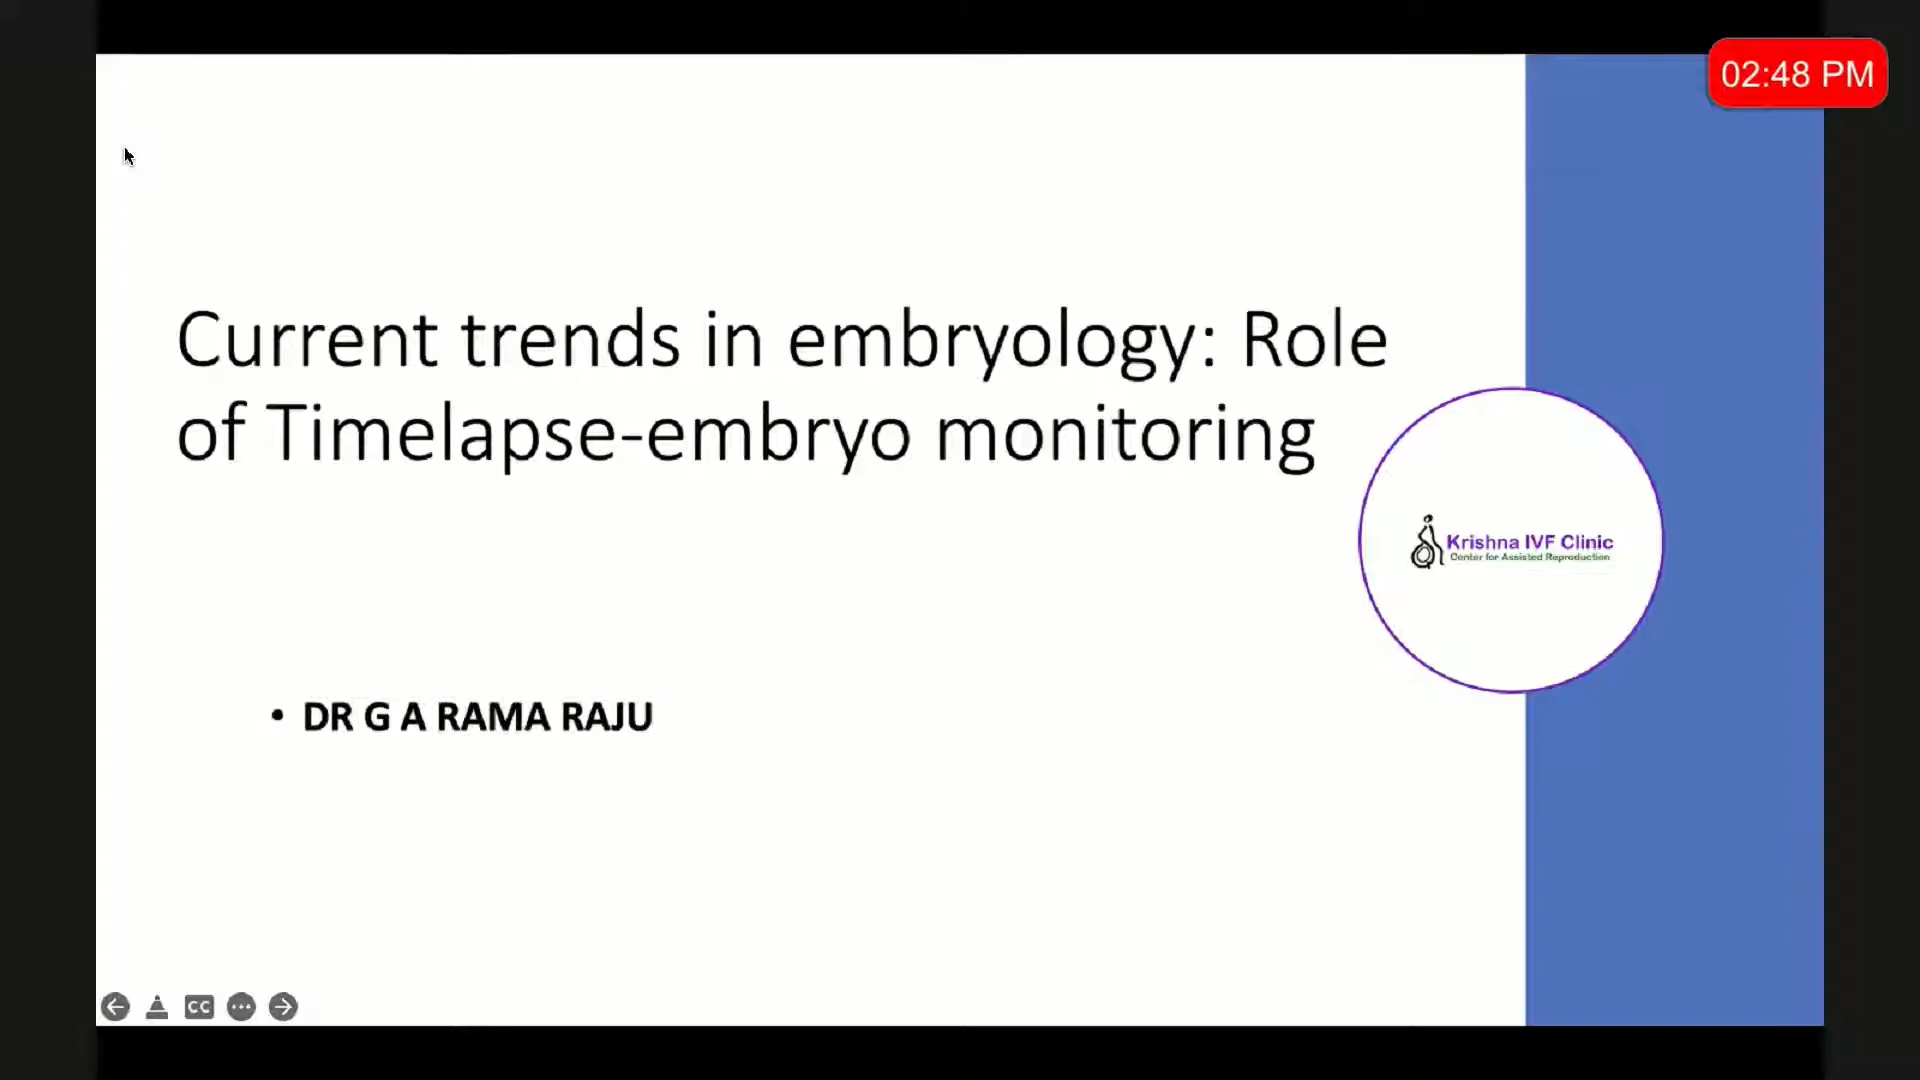 02:48 PM
Current trends in embryology: Role
of Timelapse-embryo monitoring
Krishna IVF Clinic
Center for Assisted Reproduction
• DR G A RAMA RAJU
CC